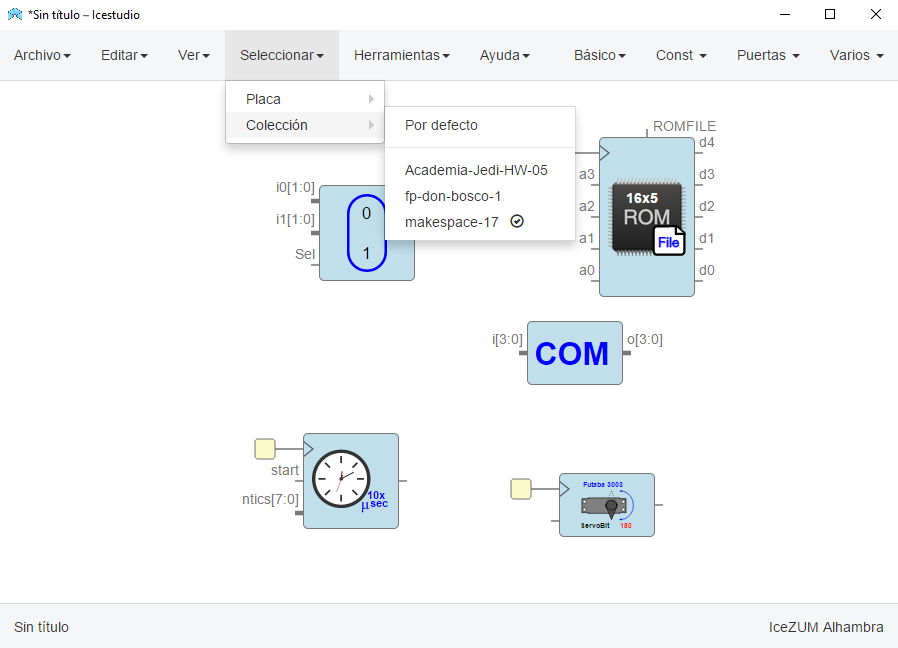 *Sin título – Icestudio
Archivo Editar Ver Seleccionar Herramientas Ayuda Básico Const Puertas Varios
Placa
Colección
Por defecto
Academia-Jedi-HW-05
fp-don-bosco-1
makespace-17
i0[1:0]
i1[1:0]
Sel
0
1
ROMFILE
a3
a2
a1
a0
16x5
ROM
File
d4
d3
d2
d1
d0
i[3:0]
COM
o[3:0]
start
ntics[7:0]
10x
μsec
Futaba 3003
ServoBit 180
Sin título
IceZUM Alhambra